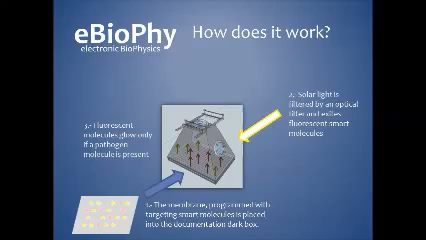 eBioPhy
electronic BioPhysics
How does it work?
2.- Solar light is
filtered by an optical
filter and exites
fluorescent smart
molecules
3.- Fluorescent
molecules glow only
if a pathogen
molecule is present
1.- The membrane, programmed with
targeting smart molecules is placed
into the documentation dark box.